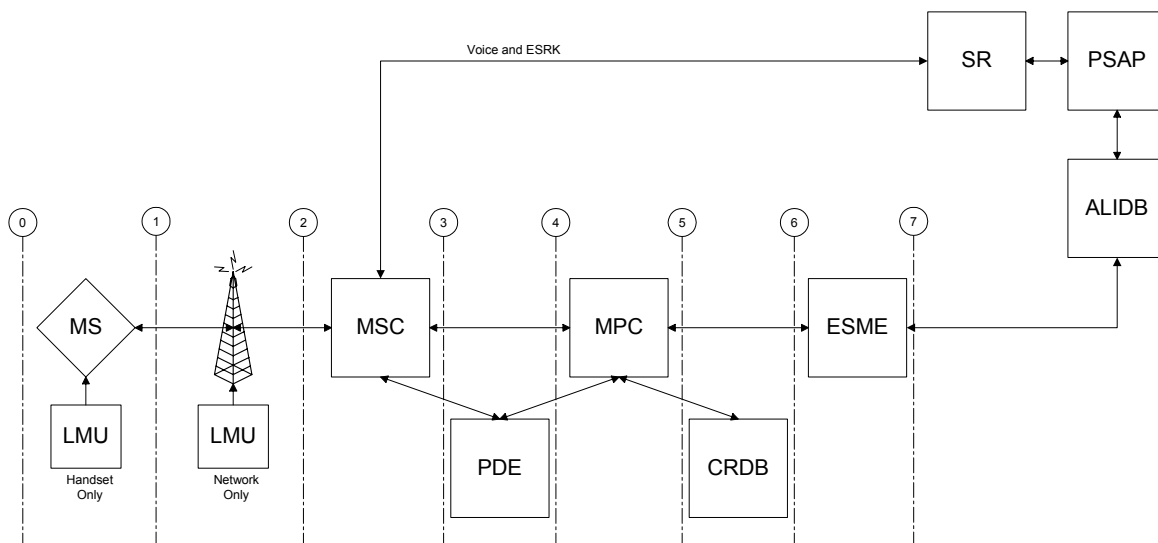 Voice and ESRK
SR
PSAP
ALIDB
0
1
2
3
4
5
6
7
MS
MSC
MPC
ESME
LMU
LMU
PDE
CRDB
Handset
Only
Network
Only